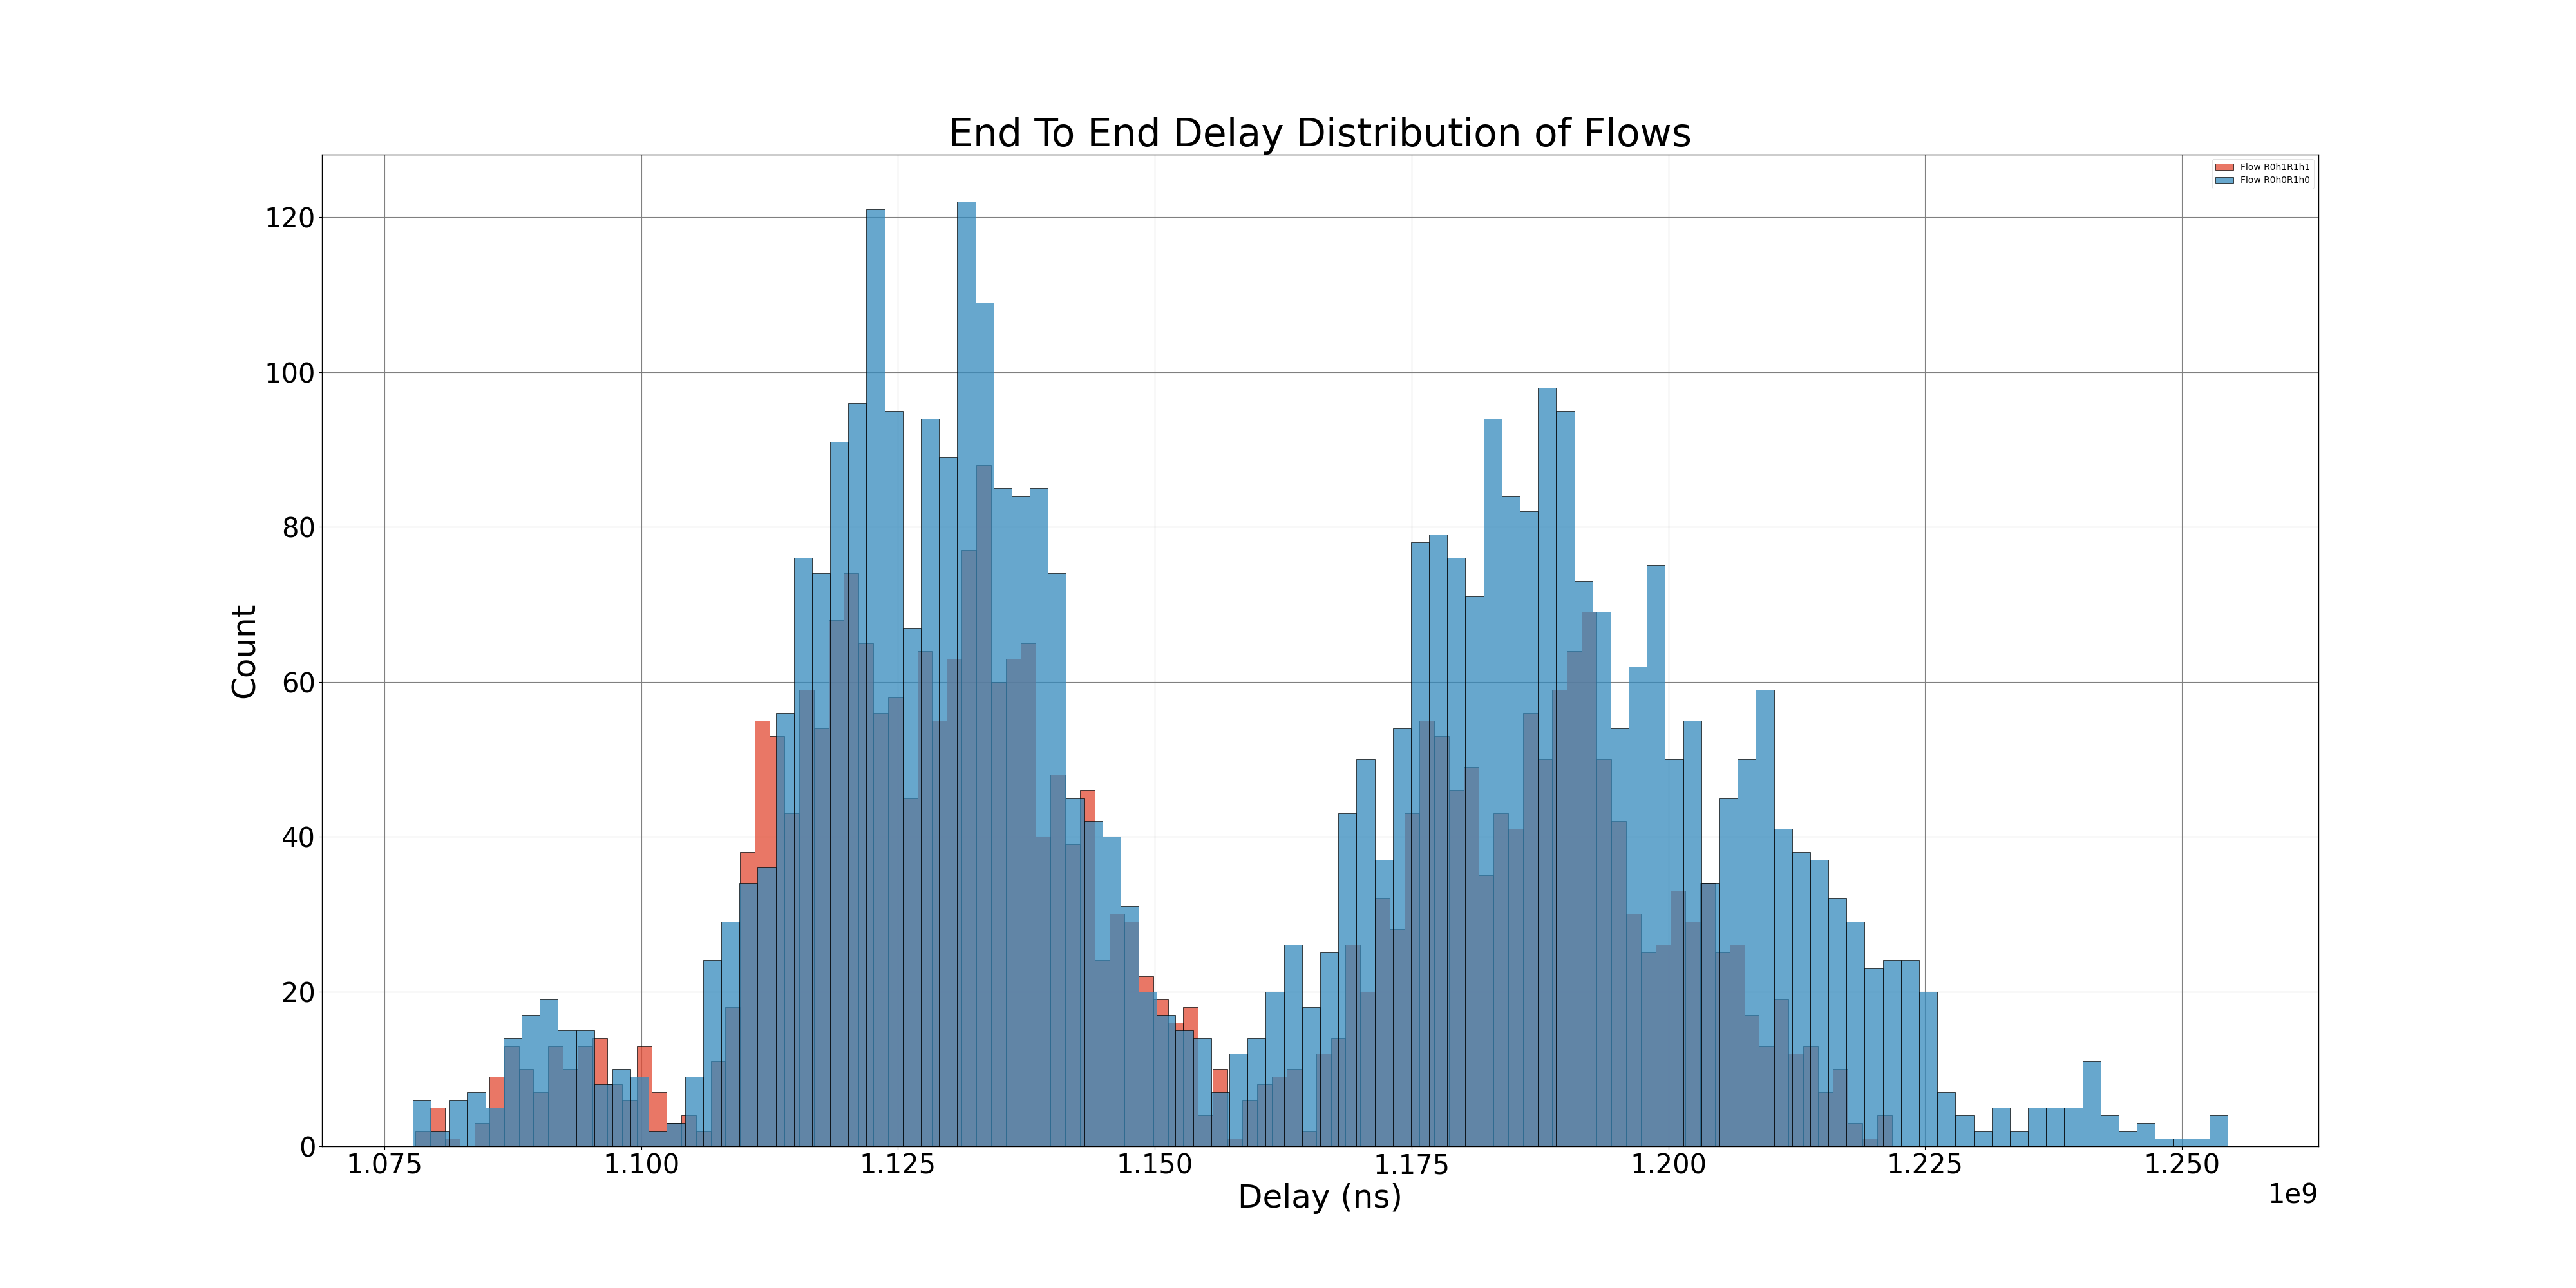 End To End Delay Distribution of Flows
Flow R0h1R1h1
Flow R0h0R1h0
120
100
80
60
40
20
0
Count
1.075 1.100 1.125 1.150 1.175 1.200 1.225 1.250
Delay (ns)
1e9